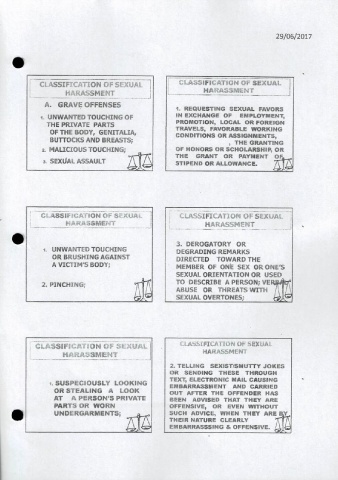 29/06/2017
CLASSIFICATION OF SEXUAL
HARASSMENT
A. GRAVE OFFENSES
1. UNWANTED TOUCHING OF
THE PRIVATE PARTS
OF THE BODY, GENITALIA,
BUTTOCKS AND BREASTS;
2. MALICIOUS TOUCHING;
3. SEXUAL ASSAULT
CLASSIFICATION OF SEXUAL
HARASSMENT
1. REQUESTING SEXUAL FAVORS
IN EXCHANGE OF EMPLOYMENT,
PROMOTION, LOCAL OR FOREIGN
TRAVELS, FAVORABLE WORKING
CONDITIONS OR ASSIGNMENTS,
, THE GRANTING
OF HONORS OR SCHOLARSHIP, OR
THE GRANT OR PAYMENT OF
STIPEND OR ALLOWANCE.
CLASSIFICATION OF SEXUAL
HARASSMENT
1. UNWANTED TOUCHING
OR BRUSHING AGAINST
A VICTIM'S BODY;
2. PINCHING;
CLASSIFICATION OF SEXUAL
HARASSMENT
3. DEROGATORY OR
DEGRADING REMARKS
DIRECTED TOWARD THE
MEMBER OF ONE SEX OR ONE'S
SEXUAL ORIENTATION OR USED
TO DESCRIBE A PERSON; VERBAL
ABUSE OR THREATS WITH
SEXUAL OVERTONES;
CLASSIFICATION OF SEXUAL
HARASSMENT
1. SUSPECIOUSLY LOOKING
OR STEALING A LOOK
AT A PERSON'S PRIVATE
PARTS OR WORN
UNDERGARMENTS;
CLASSIFICATION OF SEXUAL
HARASSMENT
2. TELLING SEXIST/SMUTTY JOKES
OR SENDING THESE THROUGH
TEXT, ELECTRONIC MAIL CAUSING
EMBARRASSMENT AND CARRIED
OUT AFTER THE OFFENDER HAS
BEEN ADVISED THAT THEY ARE
OFFENSIVE, OR EVEN WITHOUT
SUCH ADVICE, WHEN THEY ARE BY
THEIR NATURE CLEARLY
EMBARRASSSING & OFFENSIVE.